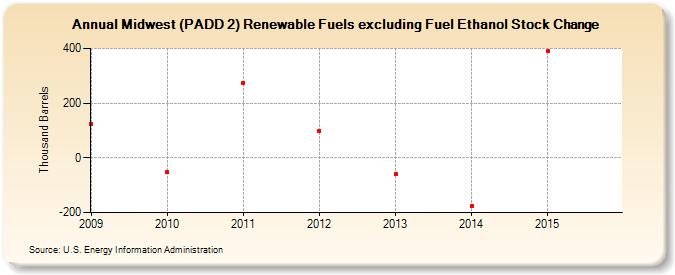 Annual Midwest (PADD 2) Renewable Fuels excluding Fuel Ethanol Stock Change
Thousand Barrels
400
200
0
-200
2009 2010 2011 2012 2013 2014 2015
Source: U.S. Energy Information Administration